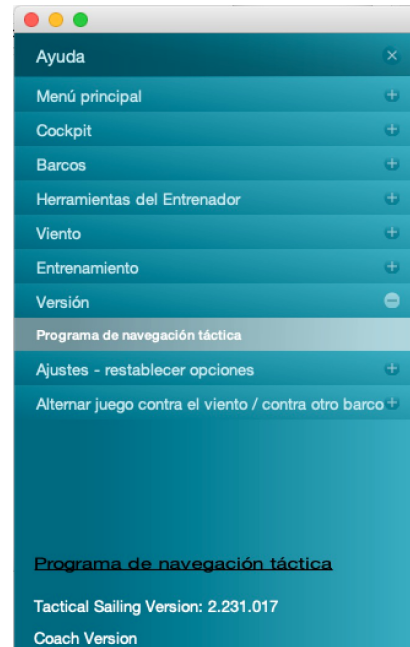 Ayuda
Menú principal
Cockpit
Barcos
Herramientas del Entrenador
Viento
Entrenamiento
Versión
Programa de navegación táctica
Ajustes - restablecer opciones
Alternar juego contra el viento / contra otro barco
Programa de navegación táctica
Tactical Sailing Version: 2.231.017
Coach Version